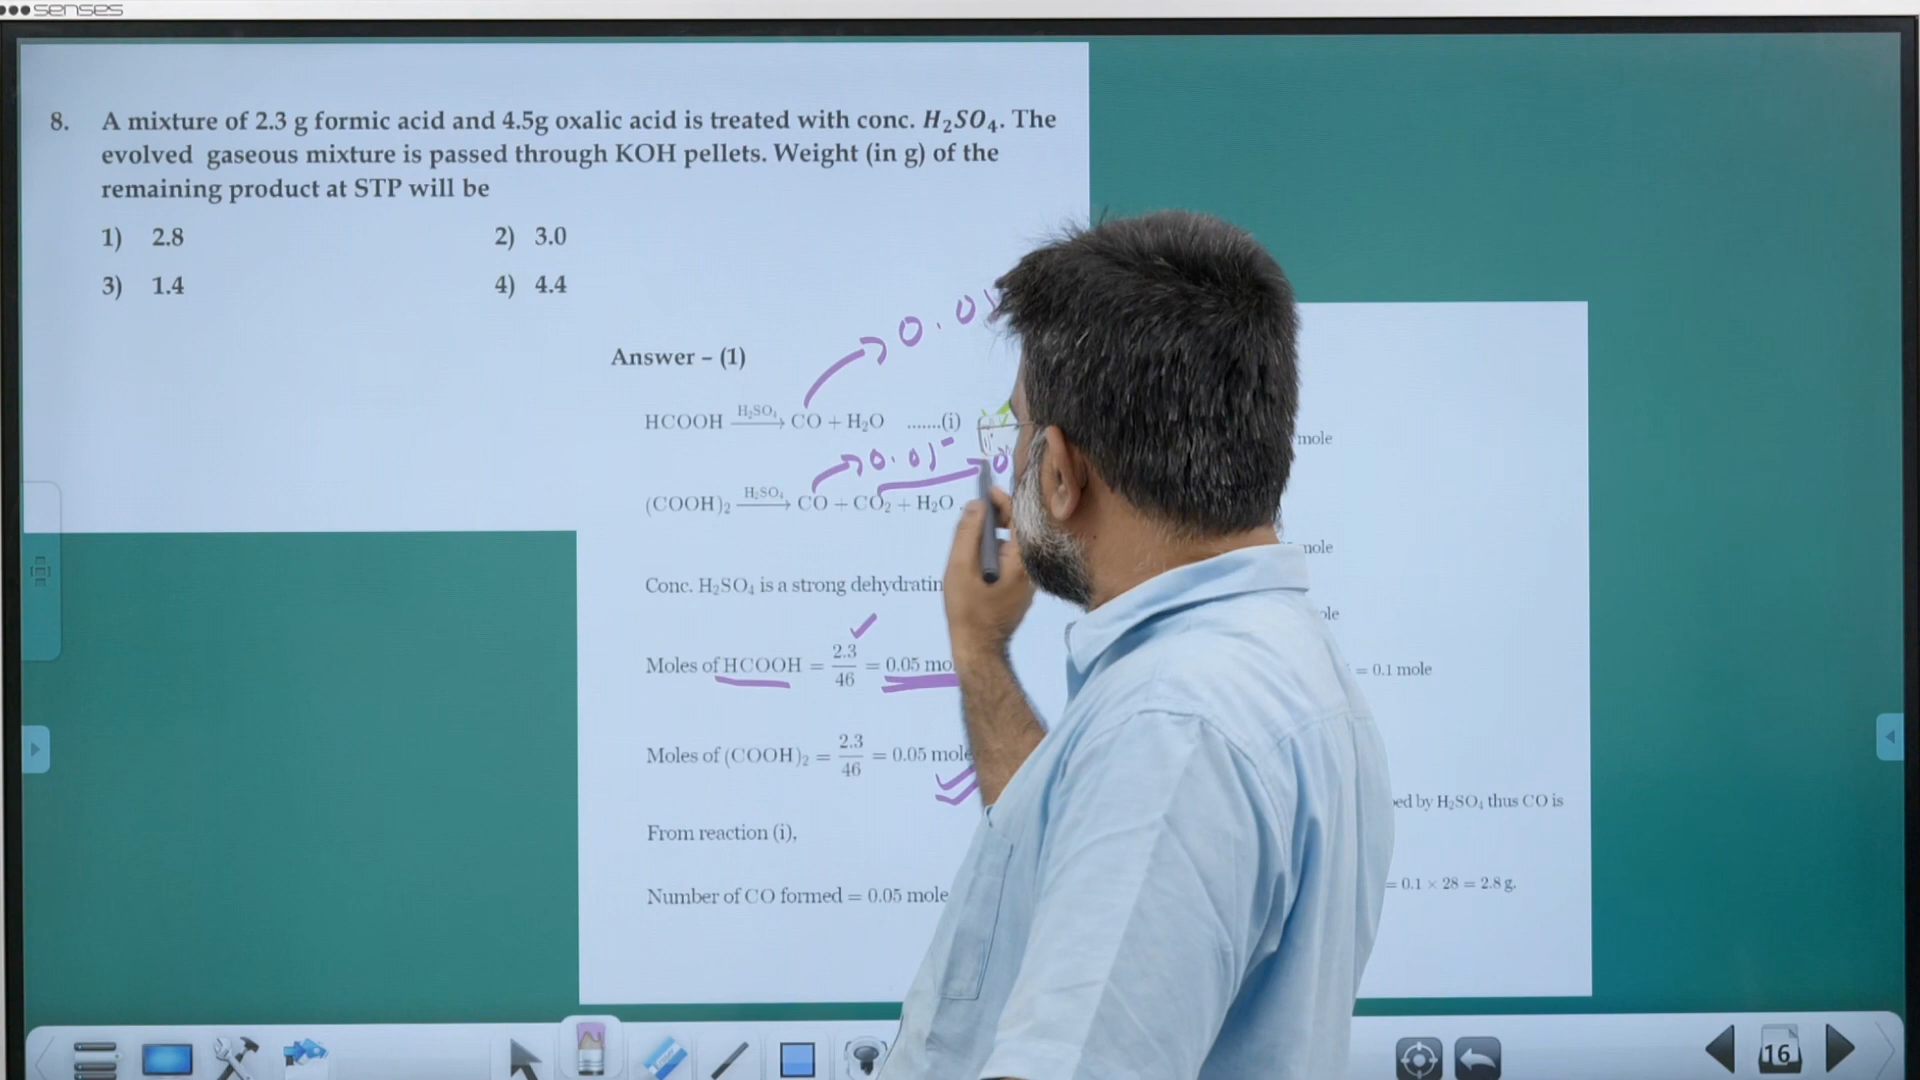 senses
8. A mixture of 2.3 g formic acid and 4.5g oxalic acid is treated with conc. H₂SO₄. The
evolved gaseous mixture is passed through KOH pellets. Weight (in g) of the
remaining product at STP will be
1) 2.8 2) 3.0
3) 1.4 4) 4.4
Answer – (1)
HCOOH —H₂SO₄→ CO + H₂O .......(i)
mole
(COOH)₂ —H₂SO₄→ CO + CO₂ + H₂O
Conc. H₂SO₄ is a strong
Moles of HCOOH = 2.3/46 = 0.05
= 0.1 mole
Moles of (COOH)₂ = 2.3/46 = 0.05 mole
by H₂SO₄ thus CO is
From reaction (i),
Number of CO formed = 0.05 mole
= 0.1 × 28 = 2.8 g.
16